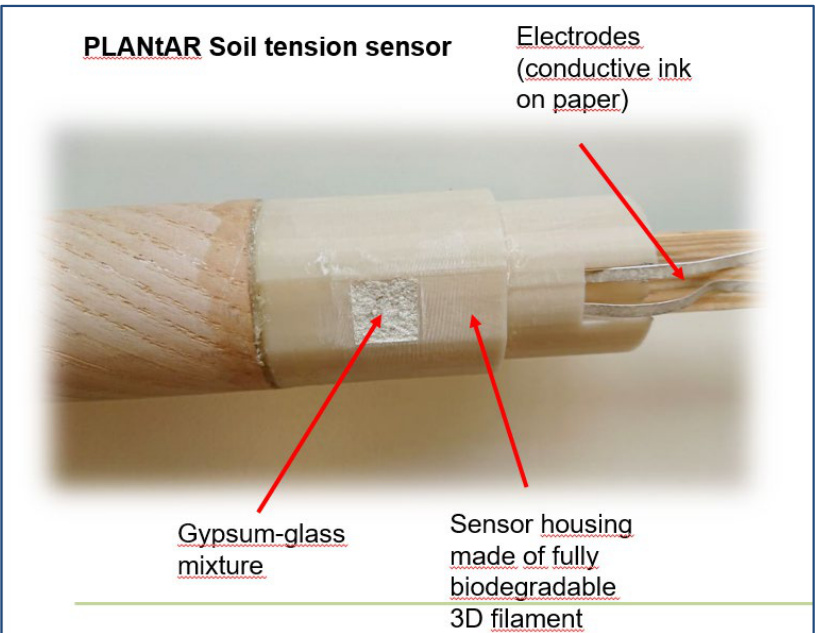 PLANtAR Soil tension sensor
Electrodes
(conductive ink
on paper)
Gypsum-glass
mixture
Sensor housing
made of fully
biodegradable
3D filament